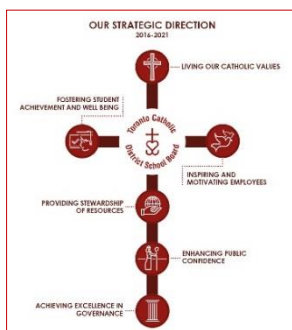 OUR STRATEGIC DIRECTION
2016-2021
LIVING OUR CATHOLIC VALUES
FOSTERING STUDENT
ACHIEVEMENT AND WELL BEING
Toronto Catholic
District School Board
INSPIRING AND
MOTIVATING EMPLOYEES
PROVIDING STEWARDSHIP
OF RESOURCES
ENHANCING PUBLIC
CONFIDENCE
ACHIEVING EXCELLENCE IN
GOVERNANCE